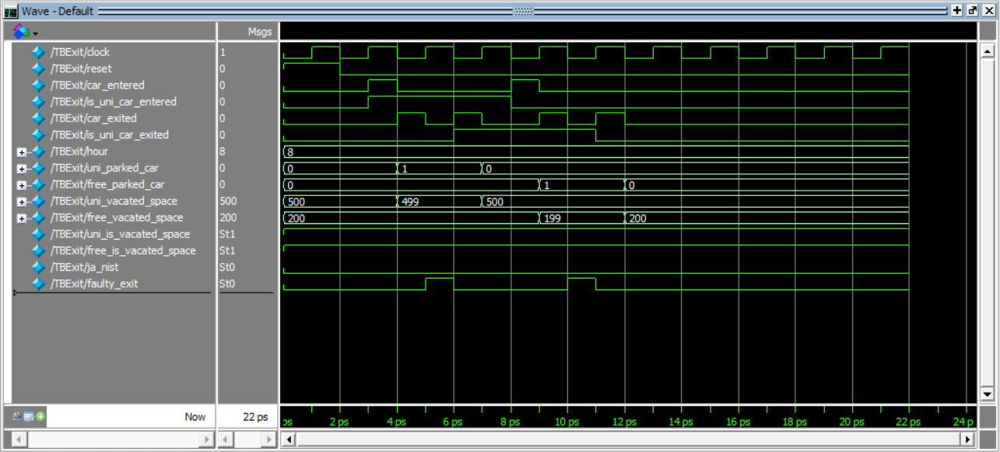 Wave - Default
Msgs
/TBExit/clock 1
/TBExit/reset 0
/TBExit/car_entered 0
/TBExit/is_uni_car_entered 0
/TBExit/car_exited 0
/TBExit/is_uni_car_exited 0
/TBExit/hour 8 8
/TBExit/uni_parked_car 0 0 1 0
/TBExit/free_parked_car 0 0 1 0
/TBExit/uni_vacated_space 500 500 499 500
/TBExit/free_vacated_space 200 200 199 200
/TBExit/uni_is_vacated_space St1
/TBExit/free_is_vacated_space St1
/TBExit/ja_nist St0
/TBExit/faulty_exit St0
Now 22 ps ps 2 ps 4 ps 6 ps 8 ps 10 ps 12 ps 14 ps 16 ps 18 ps 20 ps 22 ps 24 p